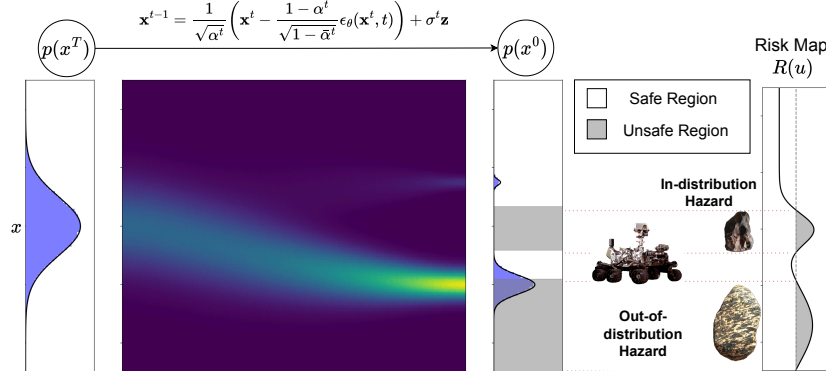 $\mathbf{x}^{t-1} = \frac{1}{\sqrt{\alpha^t}} \left( \mathbf{x}^t - \frac{1-\alpha^t}{\sqrt{1-\bar{\alpha}^t}} \epsilon_\theta(\mathbf{x}^t, t) \right) + \sigma^t \mathbf{z}$
$p(x^T)$
$p(x^0)$
Risk Map
$R(u)$
Safe Region
Unsafe Region
In-distribution
Hazard
$x$
Out-of-
distribution
Hazard